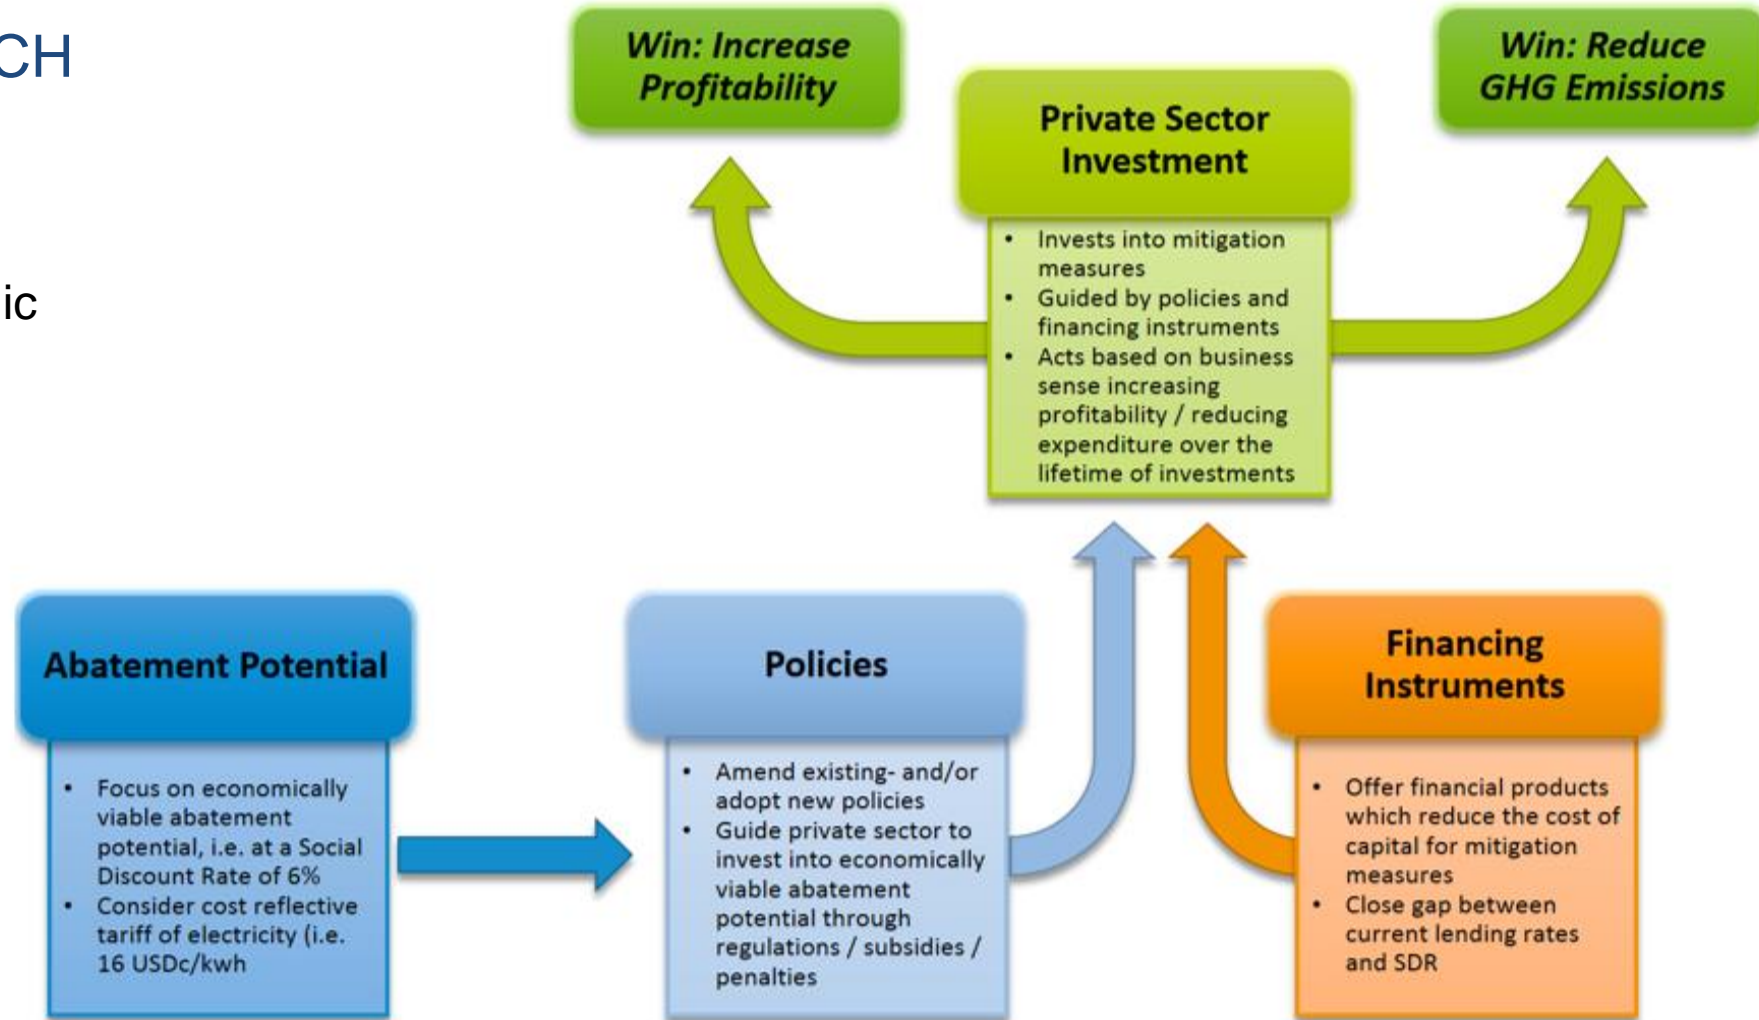 CH
ic
Win: Increase
Profitability
Win: Reduce
GHG Emissions
Private Sector
Investment
• Invests into mitigation
measures
• Guided by policies and
financing instruments
• Acts based on business
sense increasing
profitability / reducing
expenditure over the
lifetime of investments
Abatement Potential
• Focus on economically
viable abatement
potential, i.e. at a Social
Discount Rate of 6%
• Consider cost reflective
tariff of electricity (i.e.
16 USDc/kwh
Policies
• Amend existing- and/or
adopt new policies
• Guide private sector to
invest into economically
viable abatement
potential through
regulations / subsidies /
penalties
Financing
Instruments
• Offer financial products
which reduce the cost of
capital for mitigation
measures
• Close gap between
current lending rates
and SDR